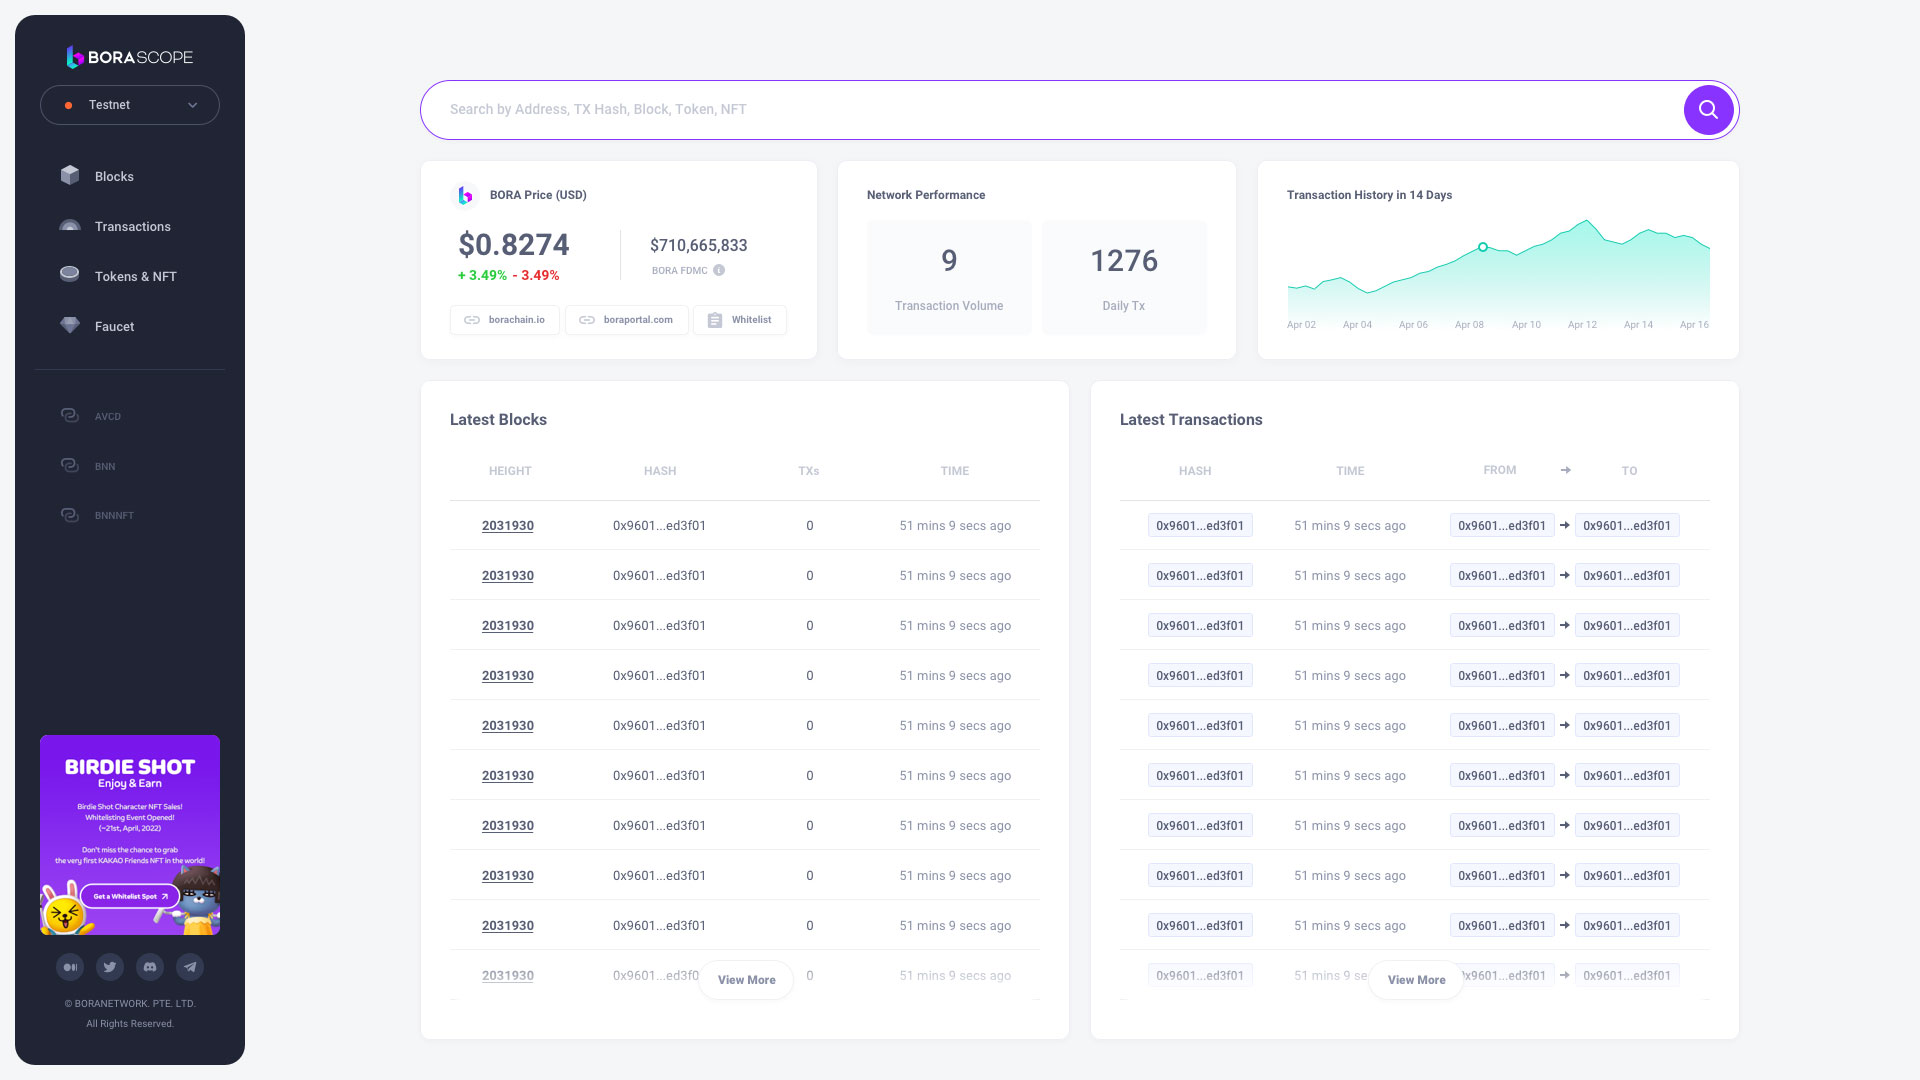 BORASCOPE
Testnet
Blocks
Transactions
Tokens & NFT
Faucet
AVCD
BNN
BNNNFT
BIRDIE SHOT
Enjoy & Earn
Birdie Shot Character NFT Sales!
Whitelisting Event Opened!
(~21st, April, 2022)
Don't miss the chance to grab
the very first KAKAO Friends NFT in the world!
Get a Whitelist Spot
© BORANETWORK. PTE. LTD.
All Rights Reserved.
Search by Address, TX Hash, Block, Token, NFT
BORA Price (USD)
$0.8274
+ 3.49% - 3.49%
$710,665,833
BORA FDMC
borachain.io
boraportal.com
Whitelist
Network Performance
9
Transaction Volume
1276
Daily Tx
Transaction History in 14 Days
Apr 02 Apr 04 Apr 06 Apr 08 Apr 10 Apr 12 Apr 14 Apr 16
Latest Blocks
HEIGHT HASH TXs TIME
2031930 0x9601...ed3f01 0 51 mins 9 secs ago
2031930 0x9601...ed3f01 0 51 mins 9 secs ago
2031930 0x9601...ed3f01 0 51 mins 9 secs ago
2031930 0x9601...ed3f01 0 51 mins 9 secs ago
2031930 0x9601...ed3f01 0 51 mins 9 secs ago
2031930 0x9601...ed3f01 0 51 mins 9 secs ago
2031930 0x9601...ed3f01 0 51 mins 9 secs ago
2031930 0x9601...ed3f01 0 51 mins 9 secs ago
2031930 0x9601...ed3f01 0 51 mins 9 secs ago
2031930 0x9601...ed3f0 0 51 mins 9 secs ago
View More
Latest Transactions
HASH TIME FROM → TO
0x9601...ed3f01 51 mins 9 secs ago 0x9601...ed3f01 → 0x9601...ed3f01
0x9601...ed3f01 51 mins 9 secs ago 0x9601...ed3f01 → 0x9601...ed3f01
0x9601...ed3f01 51 mins 9 secs ago 0x9601...ed3f01 → 0x9601...ed3f01
0x9601...ed3f01 51 mins 9 secs ago 0x9601...ed3f01 → 0x9601...ed3f01
0x9601...ed3f01 51 mins 9 secs ago 0x9601...ed3f01 → 0x9601...ed3f01
0x9601...ed3f01 51 mins 9 secs ago 0x9601...ed3f01 → 0x9601...ed3f01
0x9601...ed3f01 51 mins 9 secs ago 0x9601...ed3f01 → 0x9601...ed3f01
0x9601...ed3f01 51 mins 9 secs ago 0x9601...ed3f01 → 0x9601...ed3f01
0x9601...ed3f01 51 mins 9 secs ago 0x9601...ed3f01 → 0x9601...ed3f01
0x9601...ed3f01 51 mins 9 se x9601...ed3f01 → 0x9601...ed3f01
View More